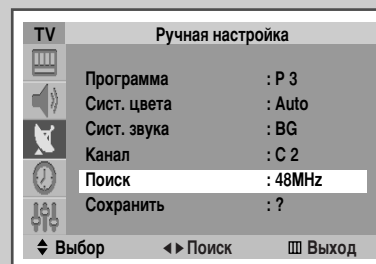 TV Ручная настройка
Программа : P 3
Сист. цвета : Auto
Сист. звука : BG
Канал : C 2
Поиск : 48MHz
Сохранить : ?
Выбор Поиск Выход